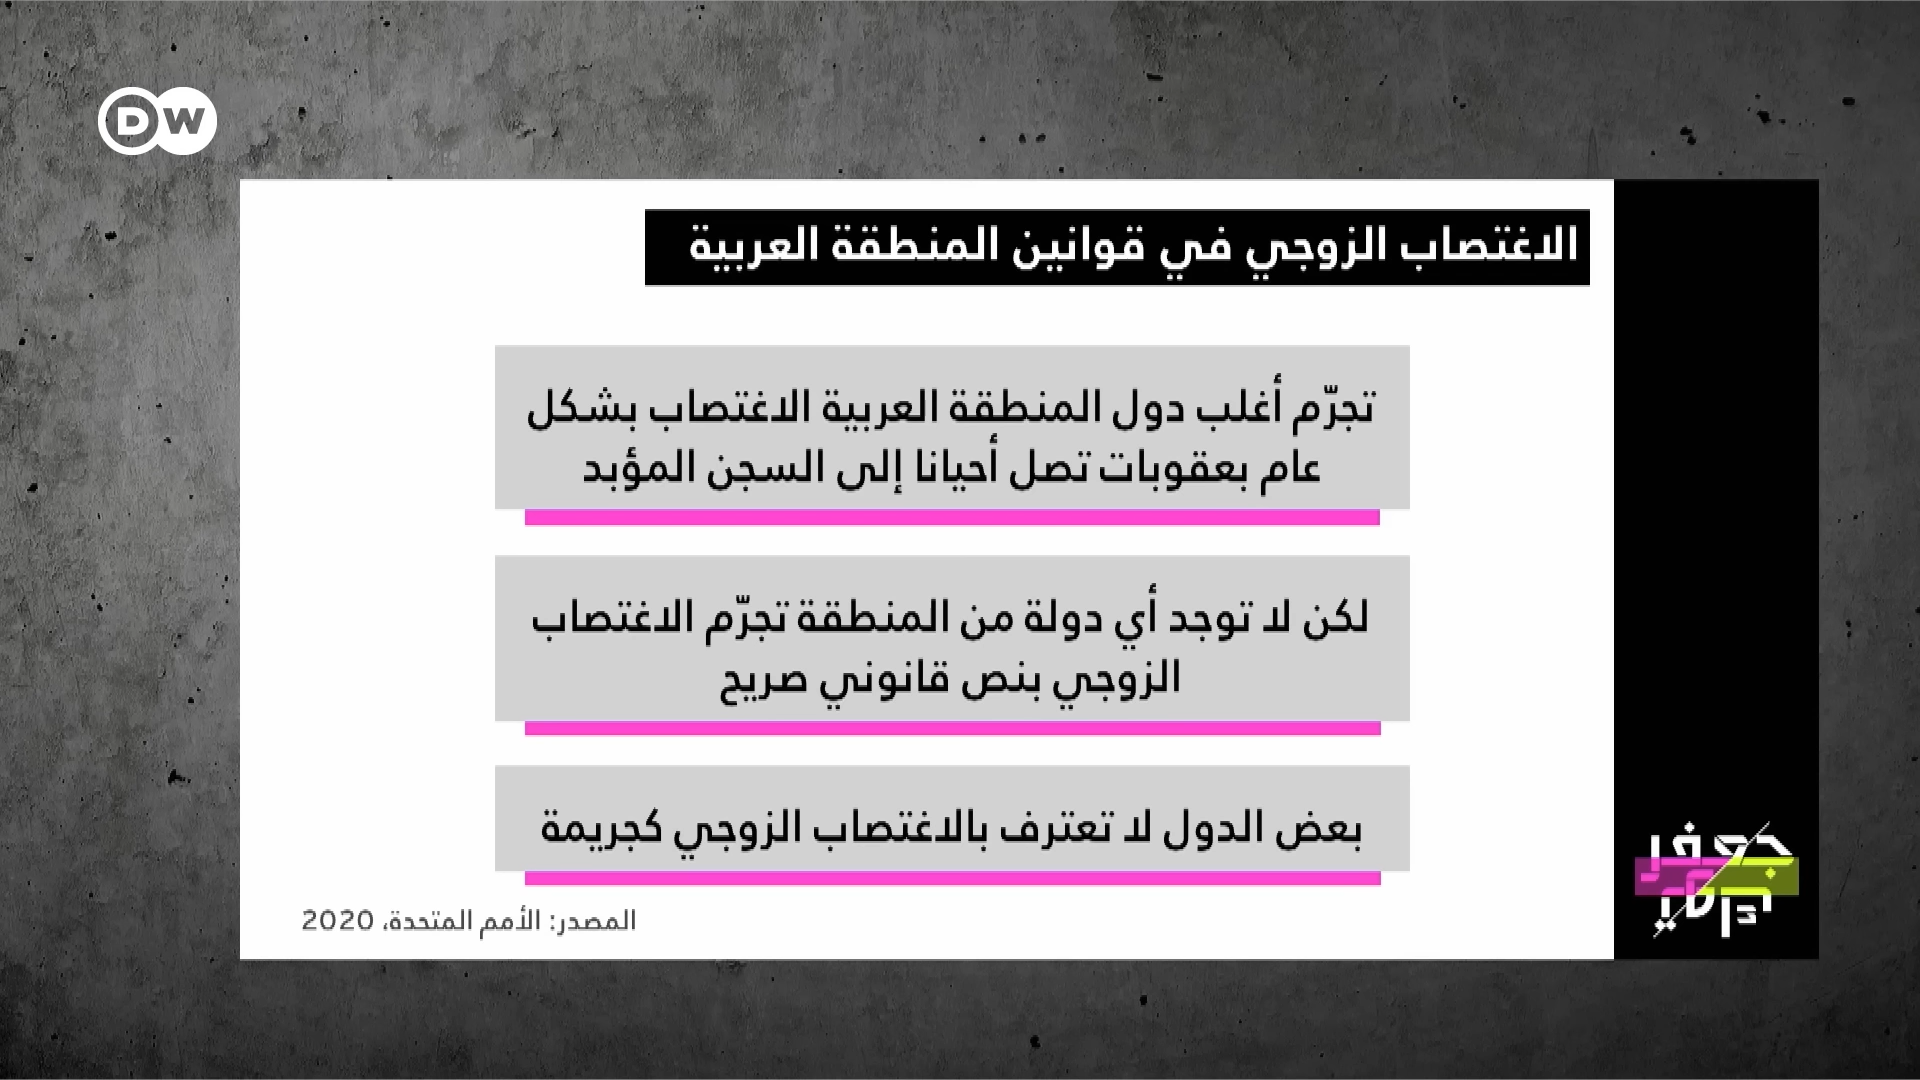 DW
الاغتصاب الزوجي في قوانين المنطقة العربية
تجرّم أغلب دول المنطقة العربية الاغتصاب بشكل
عام بعقوبات تصل أحيانا إلى السجن المؤبد
لكن لا توجد أي دولة من المنطقة تجرّم الاغتصاب
الزوجي بنص قانوني صريح
بعض الدول لا تعترف بالاغتصاب الزوجي كجريمة
المصدر: الأمم المتحدة، 2020
جعفر